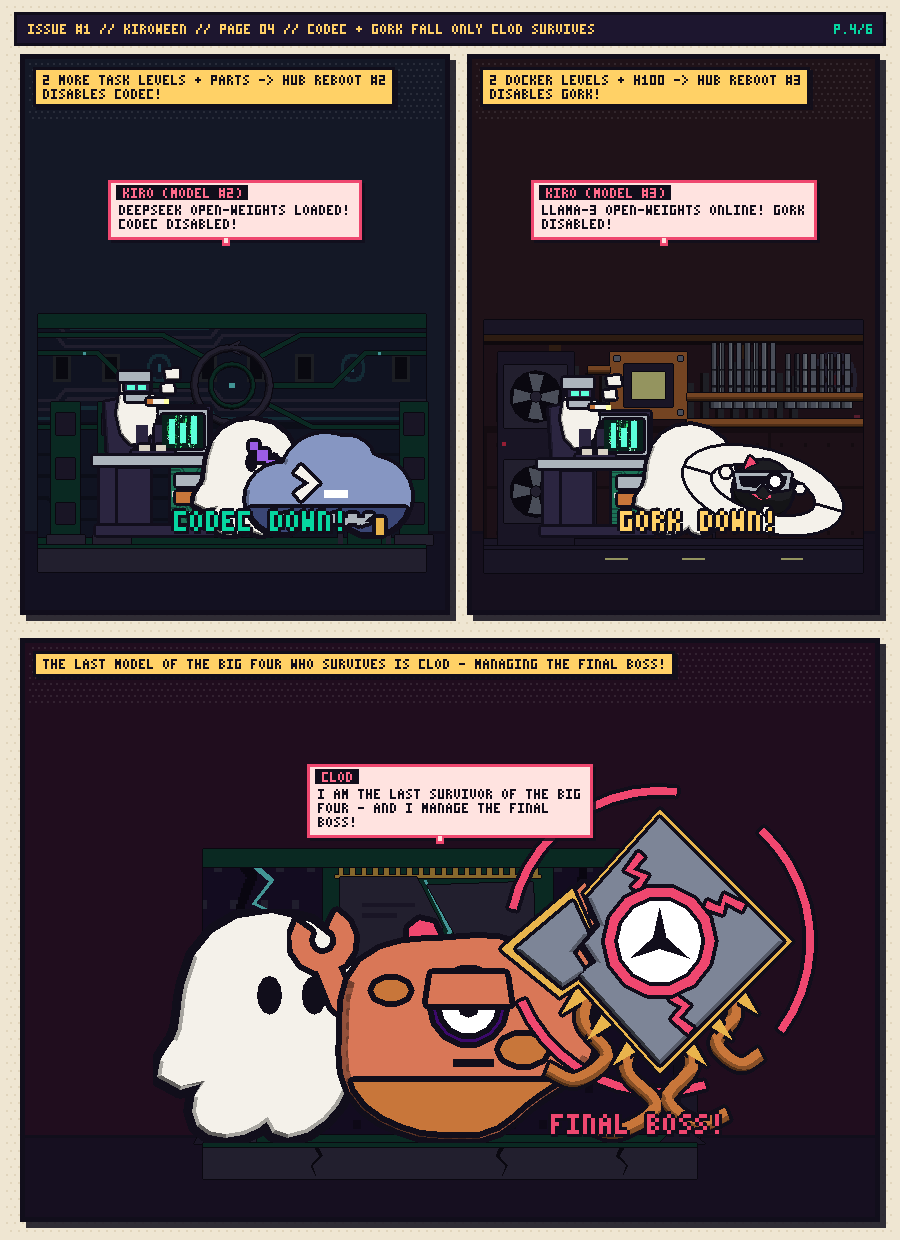 ISSUE #1 // KIROWEEN // PAGE 04 // CODEC + GORK FALL ONLY CLOD SURVIVES
P.4/6
2 MORE TASK LEVELS + PARTS -> HUB REBOOT #2
DISABLES CODEC!
KIRO (MODEL #2)
DEEPSEEK OPEN-WEIGHTS LOADED!
CODEC DISABLED!
CODEC DOWN!
2 DOCKER LEVELS + H100 -> HUB REBOOT #3
DISABLES GORK!
KIRO (MODEL #3)
LLAMA-3 OPEN-WEIGHTS ONLINE! GORK
DISABLED!
GORK DOWN!
THE LAST MODEL OF THE BIG FOUR WHO SURVIVES IS CLOD - MANAGING THE FINAL BOSS!
CLOD
I AM THE LAST SURVIVOR OF THE BIG
FOUR - AND I MANAGE THE FINAL
BOSS!
FINAL BOSS!